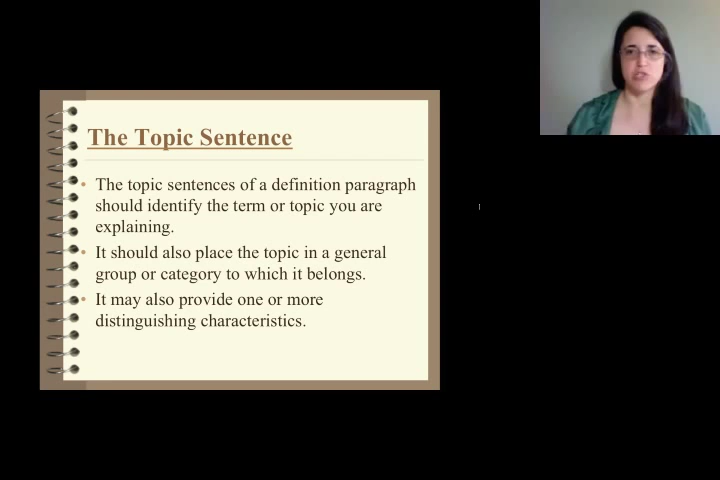 The Topic Sentence
• The topic sentences of a definition paragraph
should identify the term or topic you are
explaining.
• It should also place the topic in a general
group or category to which it belongs.
• It may also provide one or more
distinguishing characteristics.